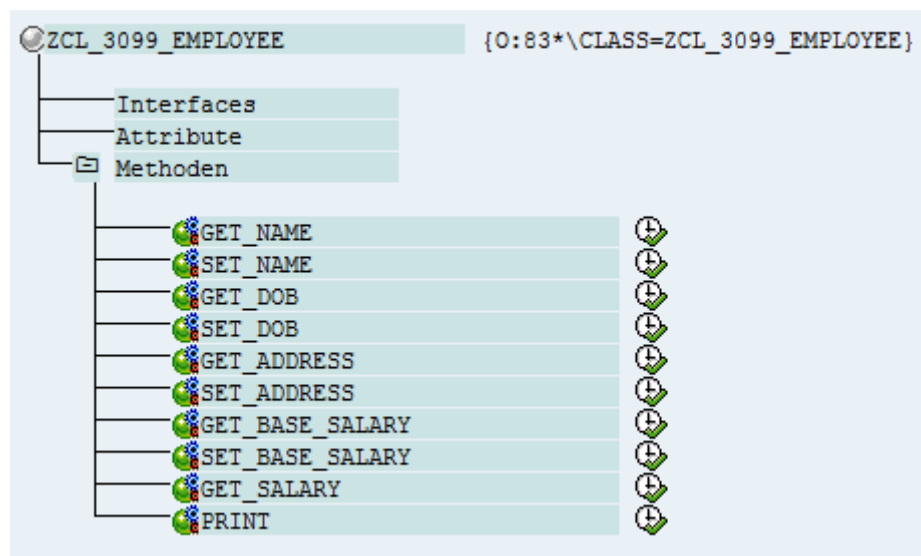 ZCL_3099_EMPLOYEE {O:83*\CLASS=ZCL_3099_EMPLOYEE}
Interfaces
Attribute
Methoden
GET_NAME
SET_NAME
GET_DOB
SET_DOB
GET_ADDRESS
SET_ADDRESS
GET_BASE_SALARY
SET_BASE_SALARY
GET_SALARY
PRINT